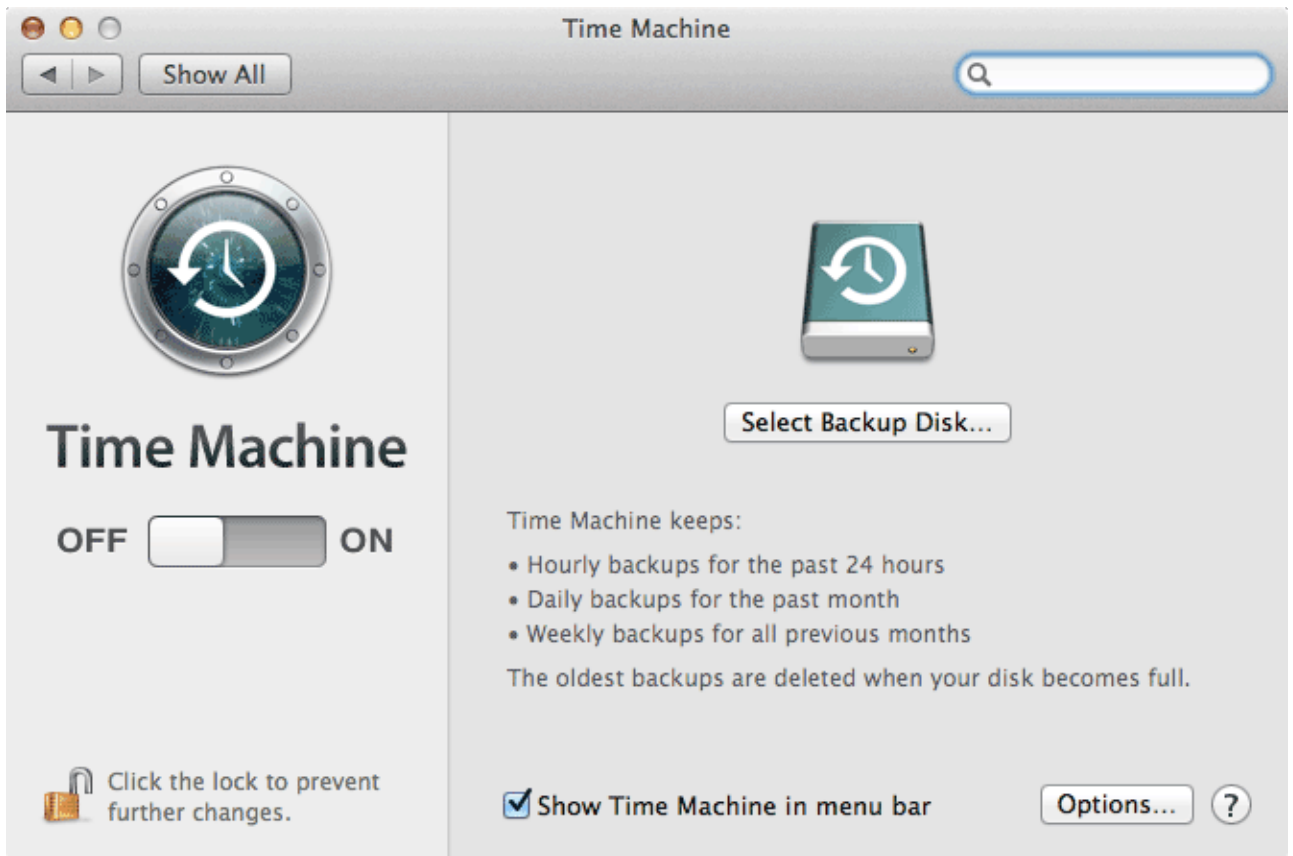 Time Machine
Show All
Time Machine
OFF ON
Click the lock to prevent
further changes.
Select Backup Disk...
Time Machine keeps:
• Hourly backups for the past 24 hours
• Daily backups for the past month
• Weekly backups for all previous months
The oldest backups are deleted when your disk becomes full.
Show Time Machine in menu bar
Options... ?